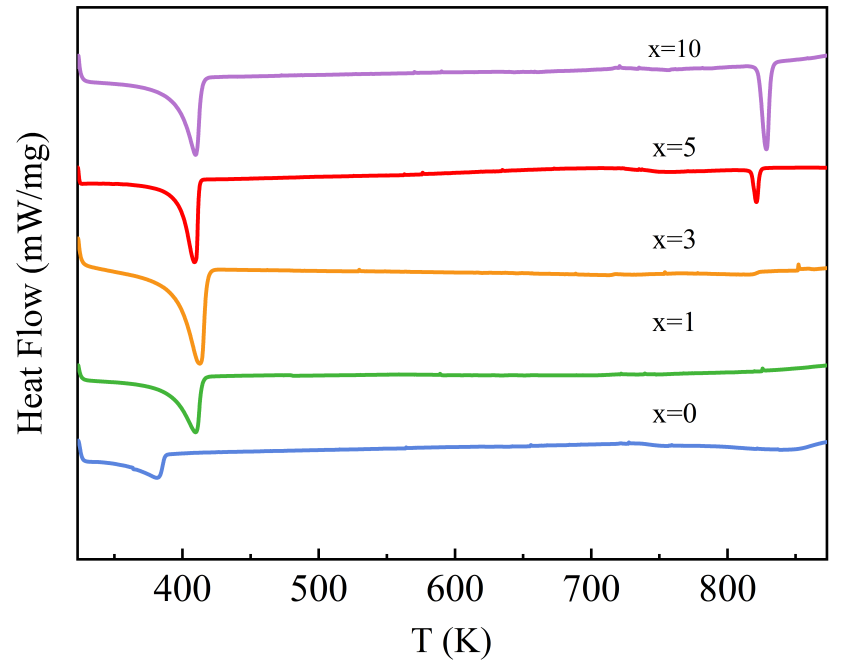 x=10
x=5
x=3
x=1
x=0
Heat Flow (mW/mg)
400 500 600 700 800
T (K)